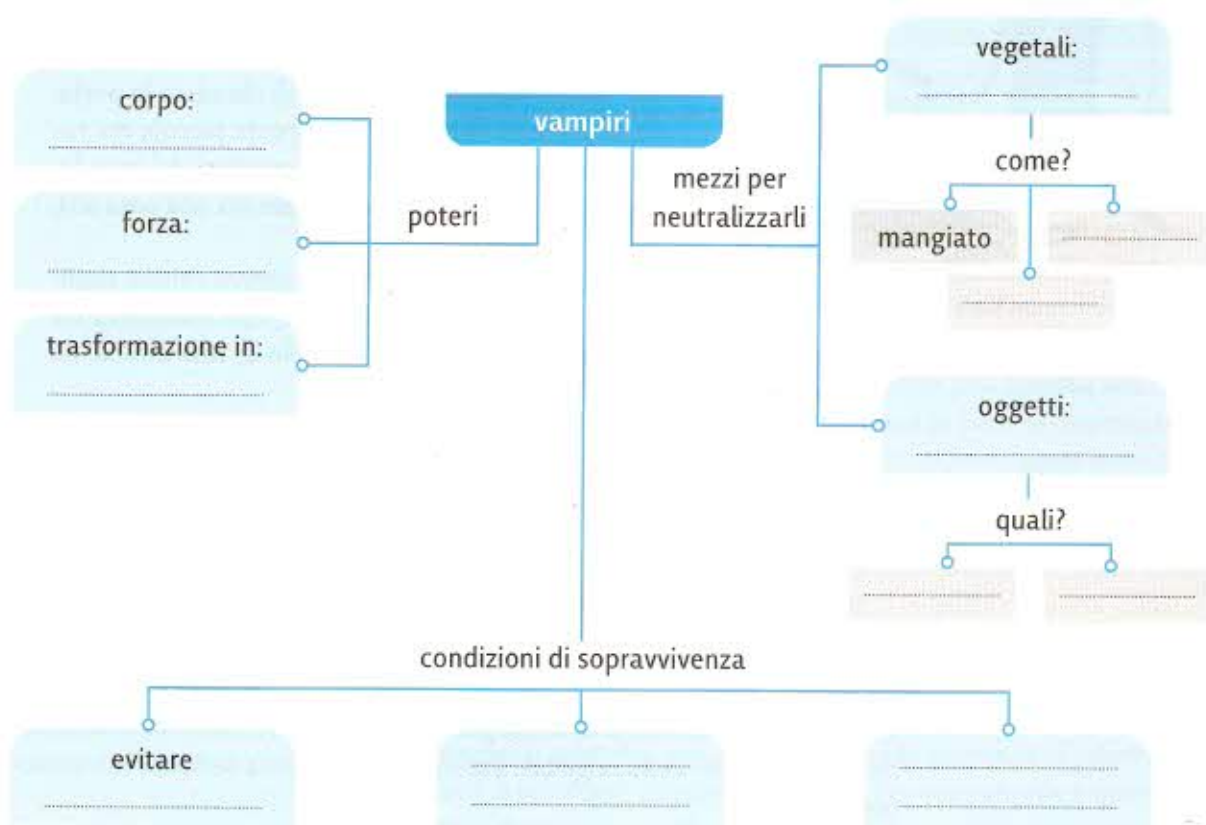 vampiri
poteri
corpo:
forza:
trasformazione in:
mezzi per
neutralizzarli
vegetali:
come?
mangiato
oggetti:
quali?
condizioni di sopravvivenza
evitare